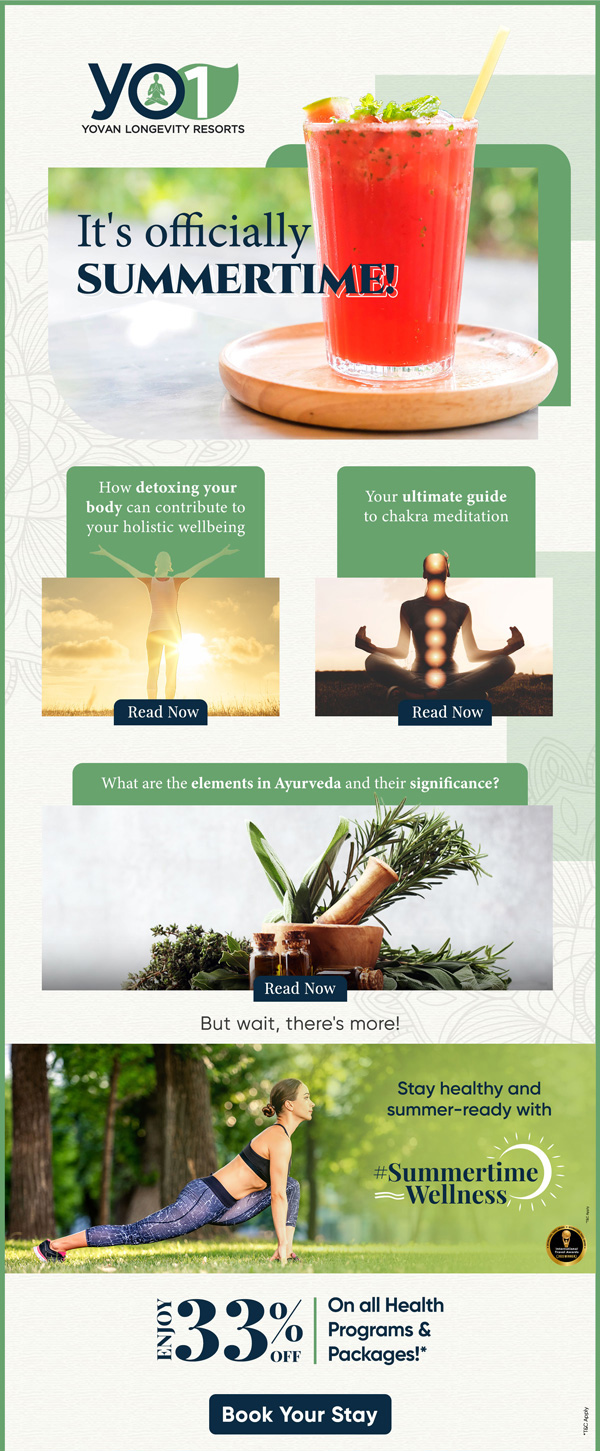 yo1
YOVAN LONGEVITY RESORTS
It's officially
SUMMERTIME!
How detoxing your
body can contribute to
your holistic wellbeing
Read Now
Your ultimate guide
to chakra meditation
Read Now
What are the elements in Ayurveda and their significance?
Read Now
But wait, there's more!
Stay healthy and
summer-ready with
#Summertime
Wellness
International
Travel Awards
ENJOY
33%
OFF
On all Health
Programs &
Packages!*
Book Your Stay
*T&C Apply